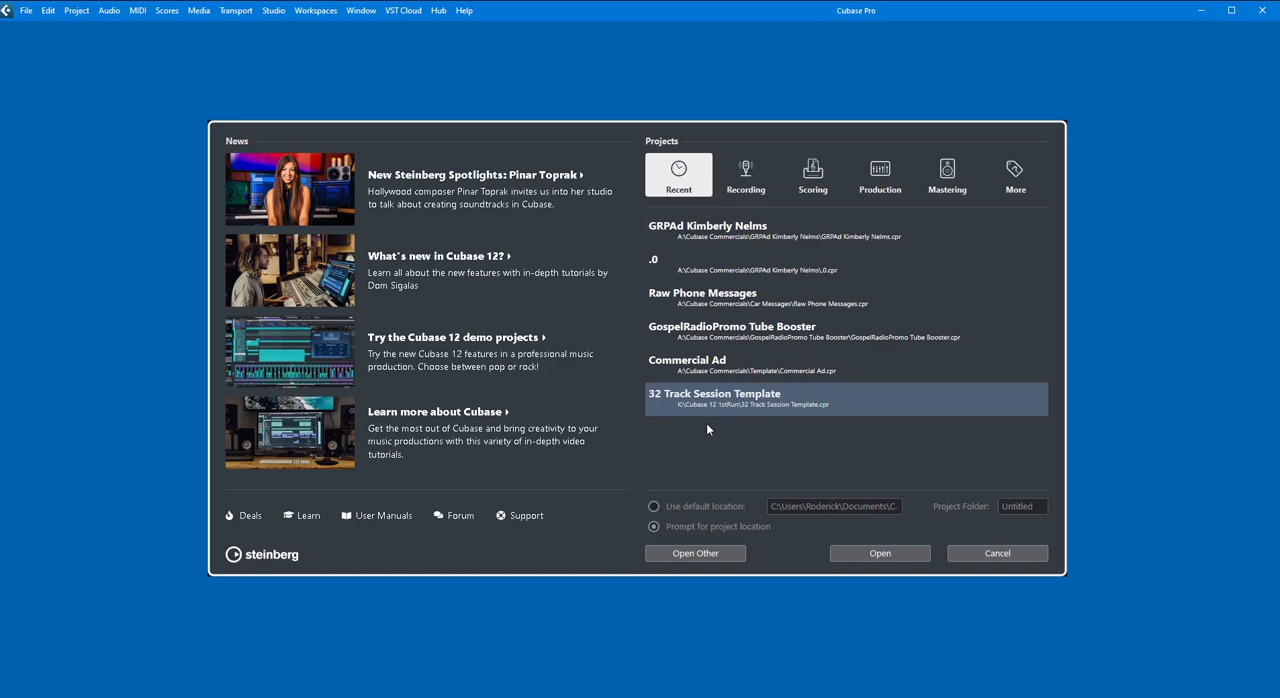 File Edit Project Audio MIDI Scores Media Transport Studio Workspaces Window VST Cloud Hub Help
Cubase Pro
News
New Steinberg Spotlights: Pinar Toprak
Hollywood composer Pinar Toprak invites us into her studio
to talk about creating soundtracks in Cubase.
What's new in Cubase 12?
Learn all about the new features with in-depth tutorials by
Dom Sigalas
Try the Cubase 12 demo projects
Try the new Cubase 12 features in a professional music
production. Choose between pop or rock!
Learn more about Cubase
Get the most out of Cubase and bring creativity to your
music productions with this variety of in-depth video
tutorials.
Deals Learn User Manuals Forum Support
steinberg
Projects
Recent Recording Scoring Production Mastering More
GRPAd Kimberly Nelms
A:\Cubase Commercials\GRPAd Kimberly Nelms\GRPAd Kimberly Nelms.cpr
.0
A:\Cubase Commercials\GRPAd Kimberly Nelms\.0.cpr
Raw Phone Messages
A:\Cubase Commercials\Car Messages\Raw Phone Messages.cpr
GospelRadioPromo Tube Booster
A:\Cubase Commercials\GospelRadioPromo Tube Booster\GospelRadioPromo Tube Booster.cpr
Commercial Ad
A:\Cubase Commercials\Template\Commercial Ad.cpr
32 Track Session Template
K:\Cubase 12 1stRun\32 Track Session Template.cpr
Use default location: C:\Users\Roderick\Documents\C. Project Folder: Untitled
Prompt for project location
Open Other Open Cancel